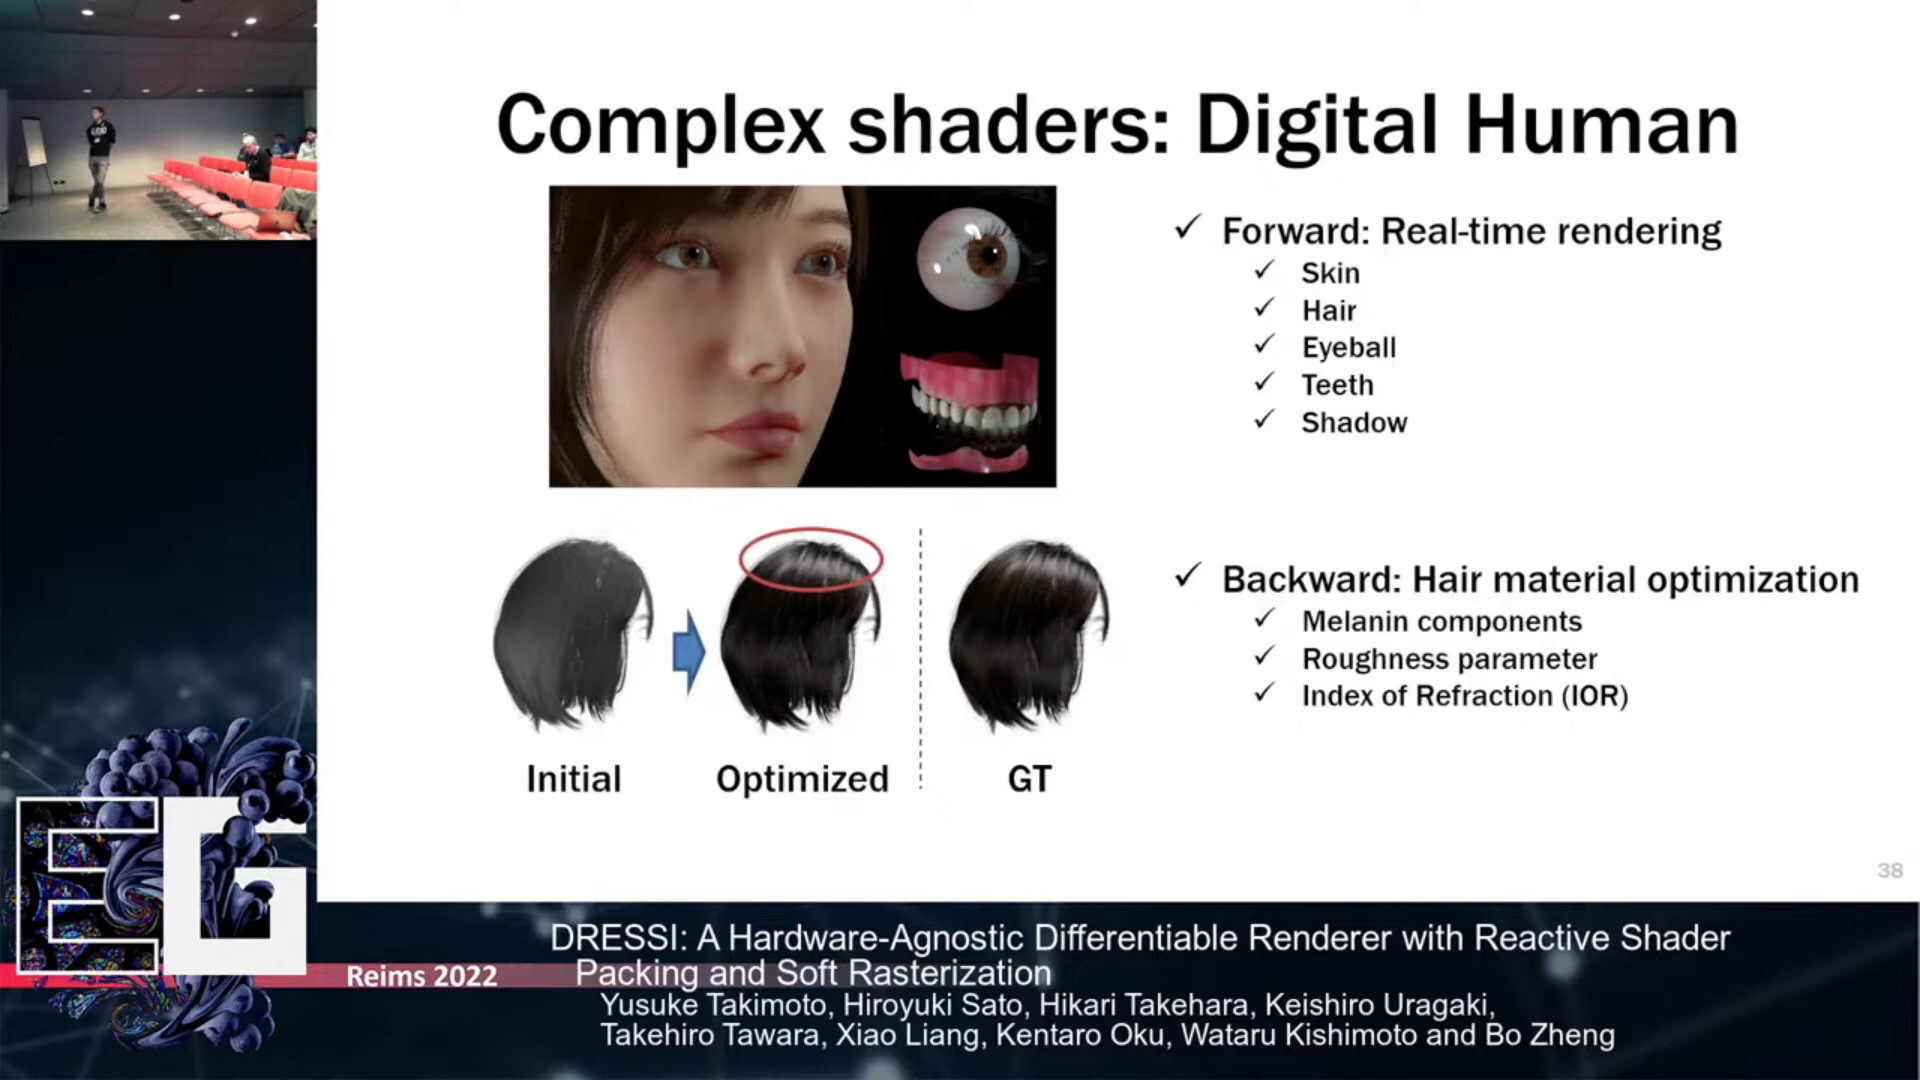 Complex shaders: Digital Human
✓ Forward: Real-time rendering
✓ Skin
✓ Hair
✓ Eyeball
✓ Teeth
✓ Shadow
✓ Backward: Hair material optimization
✓ Melanin components
✓ Roughness parameter
✓ Index of Refraction (IOR)
Initial
Optimized
GT
38
EG
Reims 2022
DRESSI: A Hardware-Agnostic Differentiable Renderer with Reactive Shader
Packing and Soft Rasterization
Yusuke Takimoto, Hiroyuki Sato, Hikari Takehara, Keishiro Uragaki,
Takehiro Tawara, Xiao Liang, Kentaro Oku, Wataru Kishimoto and Bo Zheng